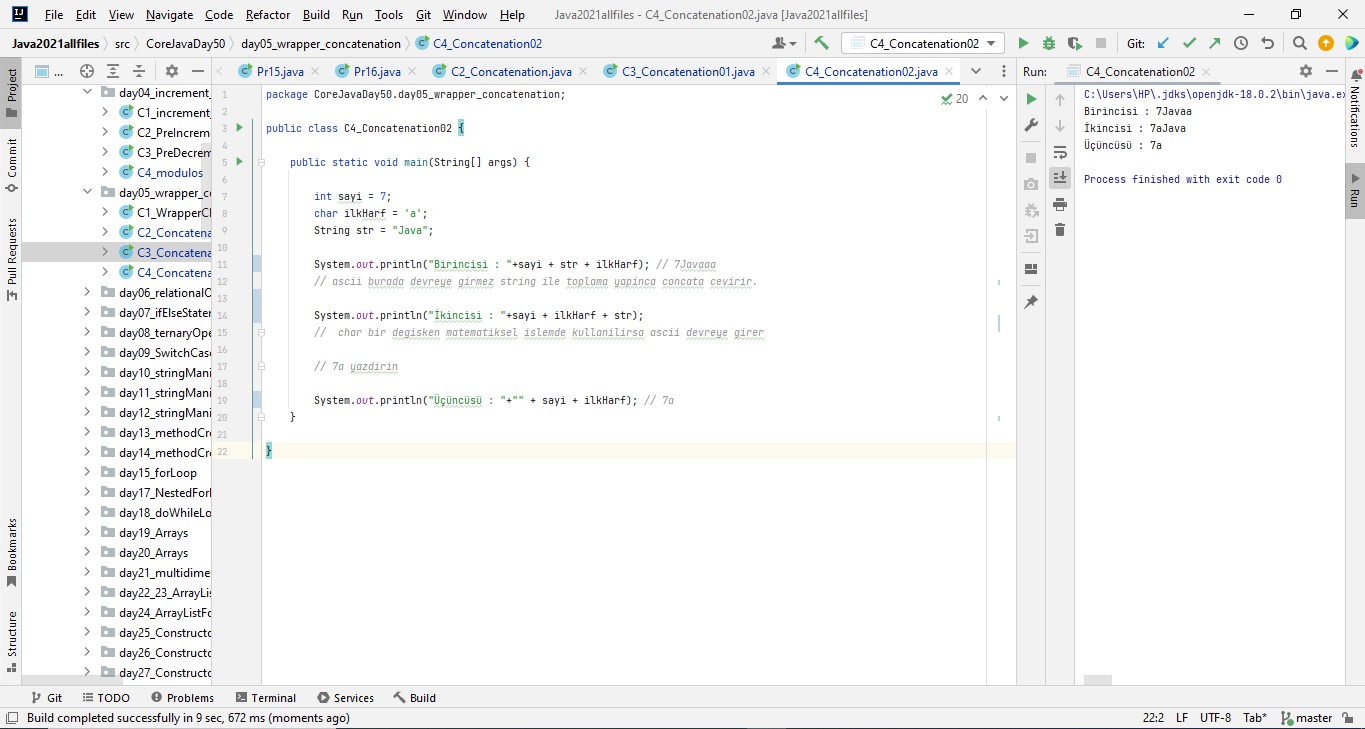 File Edit View Navigate Code Refactor Build Run Tools Git Window Help Java2021allfiles - C4_Concatenation02.java [Java2021allfiles]
Java2021allfiles src CoreJavaDay50 day05_wrapper_concatenation C4_Concatenation02 C4_Concatenation02 Git:
Project
Commit
Pull Requests
Bookmarks
Structure
...
day04_increment_
C1_increment_
C2_PreIncrem
C3_PreDecrem
C4_modulos
day05_wrapper_c
C1_WrapperCl
C2_Concatena
C3_Concatena
C4_Concatena
day06_relationalO
day07_ifElseStater
day08_ternaryOpe
day09_SwitchCase
day10_stringMani
day11_stringMani
day12_stringMani
day13_methodCre
day14_methodCre
day15_forLoop
day17_NestedForl
day18_doWhileLo
day19_Arrays
day20_Arrays
day21_multidime
day22_23_ArrayLis
day24_ArrayListFo
day25_Constructo
day26_Constructo
day27_Constructo
Pr15.java Pr16.java C2_Concatenation.java C3_Concatenation01.java C4_Concatenation02.java
20
1 package CoreJavaDay50.day05_wrapper_concatenation;
2
3 public class C4_Concatenation02 {
4
5 public static void main(String[] args) {
6
7 int sayi = 7;
8 char ilkHarf = 'a';
9 String str = "Java";
10
11 System.out.println("Birincisi : "+sayi + str + ilkHarf); // 7Javaaa
12 // ascii burada devreye girmez string ile toplama yapinca concata cevirir.
13
14 System.out.println("İkincisi : "+sayi + ilkHarf + str);
15 // char bir degisken matematiksel islemde kullanilirsa ascii devreye girer
16
17 // 7a yazdirin
18
19 System.out.println("Üçüncüsü : "+"" + sayi + ilkHarf); // 7a
20 }
21
22 }
Run: C4_Concatenation02
C:\Users\HP\.jdks\openjdk-18.0.2\bin\java.ex
Birincisi : 7Javaa
İkincisi : 7aJava
Üçüncüsü : 7a
Process finished with exit code 0
Notifications
Run
Git TODO Problems Terminal Services Build
Build completed successfully in 9 sec, 672 ms (moments ago) 22:2 LF UTF-8 Tab* master